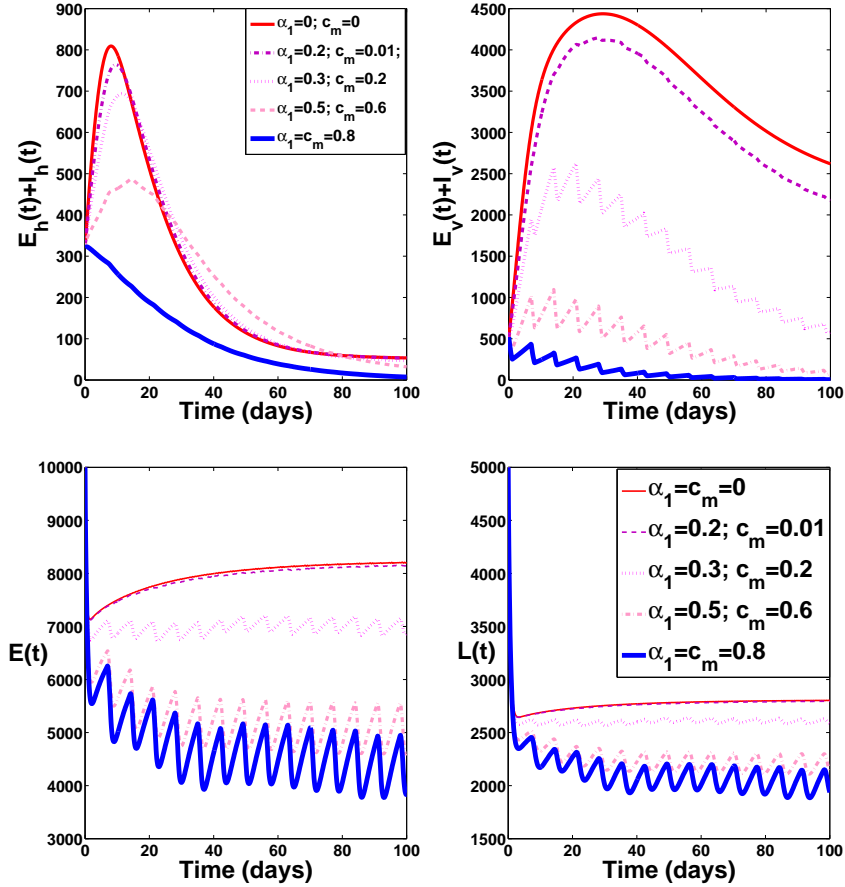 900
800
700
600
500
400
300
200
100
0
E_h(t)+I_h(t)
0 20 40 60 80 100
Time (days)
α_1=0; c_m=0
α_1=0.2; c_m=0.01;
α_1=0.3; c_m=0.2
α_1=0.5; c_m=0.6
α_1=c_m=0.8
4500
4000
3500
3000
2500
2000
1500
1000
500
0
E_v(t)+I_v(t)
0 20 40 60 80 100
Time (days)
10000
9000
8000
7000
6000
5000
4000
3000
E(t)
0 20 40 60 80 100
Time (days)
5000
4500
4000
3500
3000
2500
2000
1500
L(t)
0 20 40 60 80 100
Time (days)
α_1=c_m=0
α_1=0.2; c_m=0.01
α_1=0.3; c_m=0.2
α_1=0.5; c_m=0.6
α_1=c_m=0.8